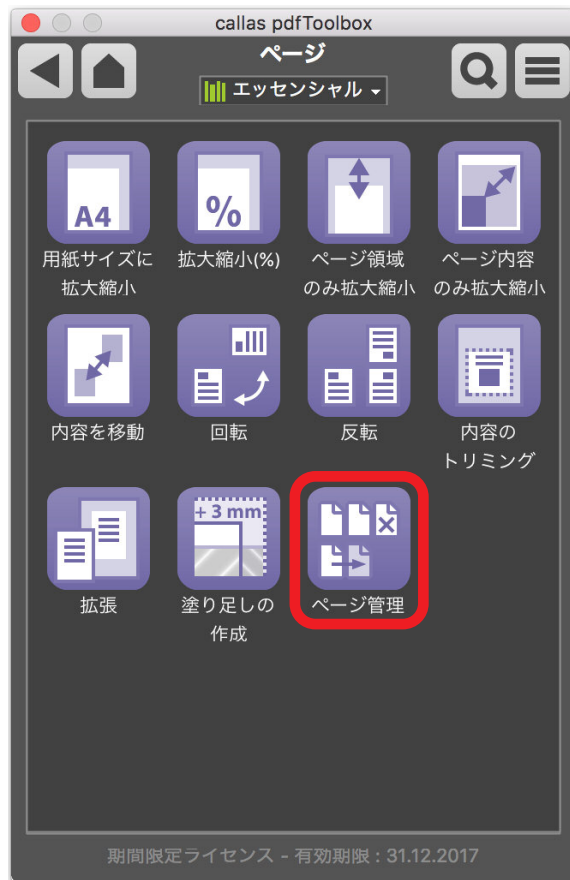 callas pdfToolbox
ページ
エッセンシャル
A4
用紙サイズに
拡大縮小
%
拡大縮小(%)
ページ領域
のみ拡大縮小
ページ内容
のみ拡大縮小
内容を移動
回転
反転
内容の
トリミング
拡張
+ 3 mm
塗り足しの
作成
ページ管理
期間限定ライセンス - 有効期限 : 31.12.2017